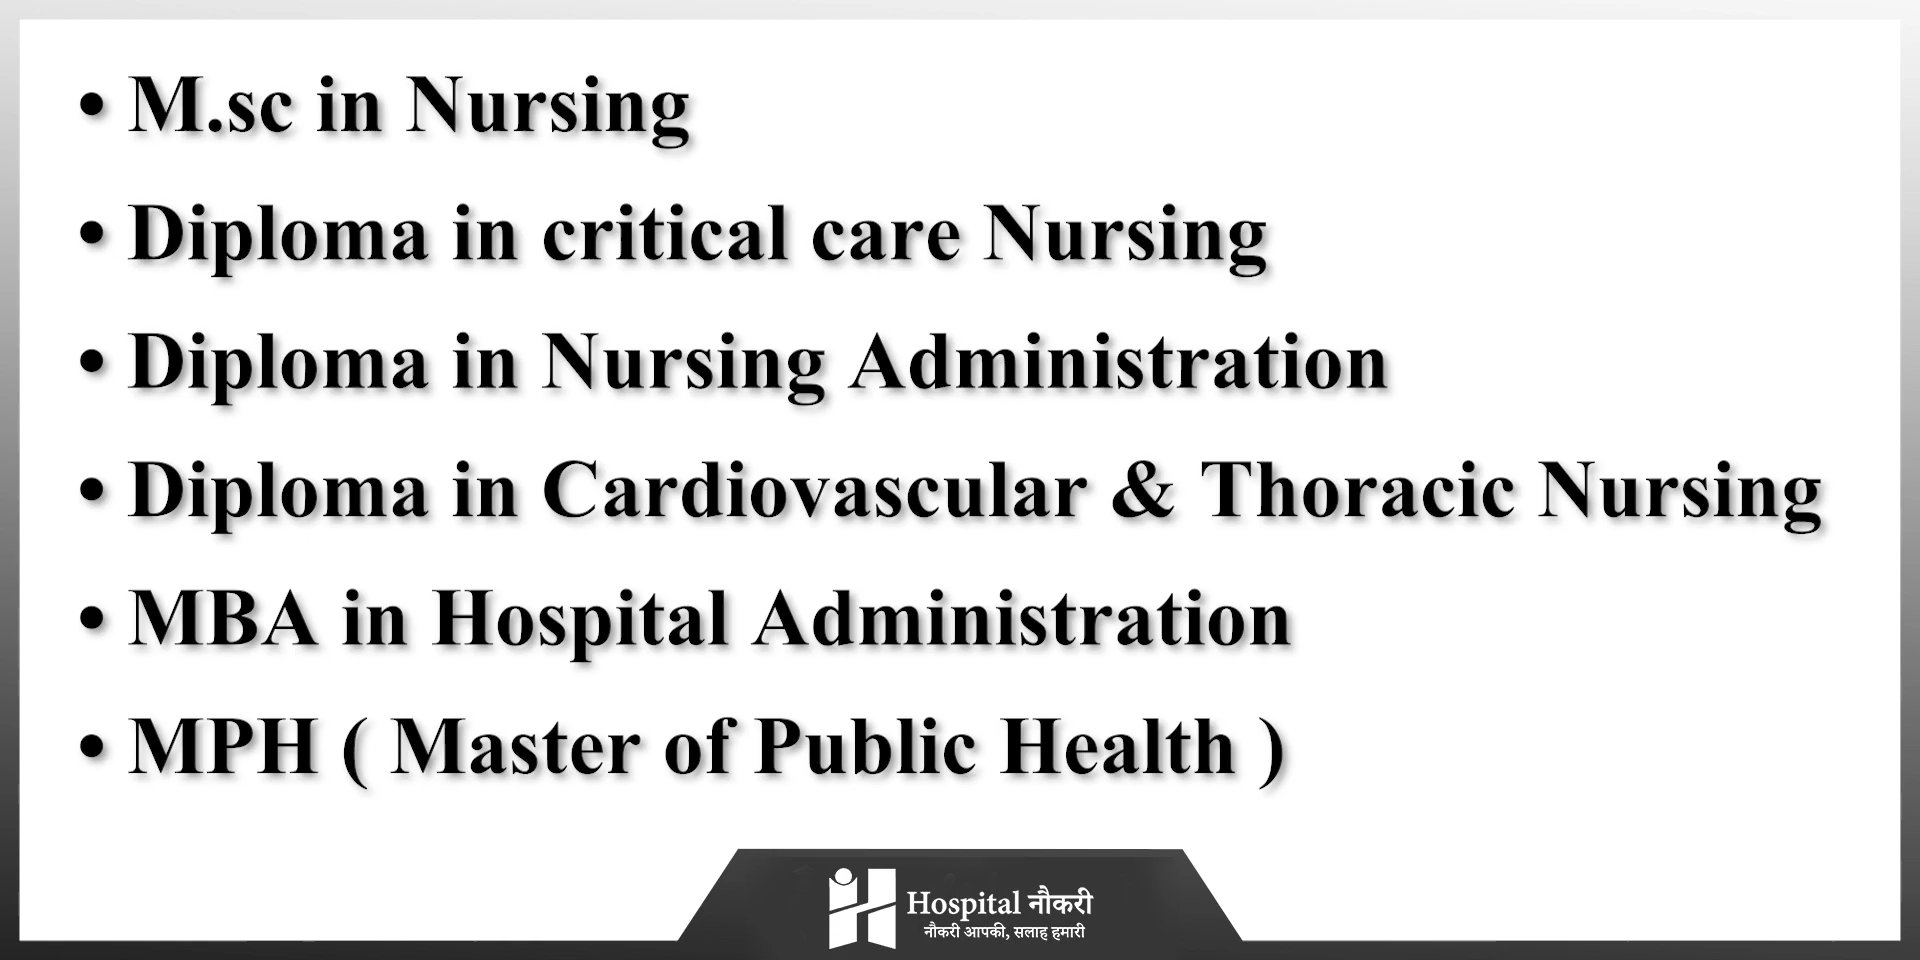 • M.sc in Nursing
• Diploma in critical care Nursing
• Diploma in Nursing Administration
• Diploma in Cardiovascular & Thoracic Nursing
• MBA in Hospital Administration
• MPH ( Master of Public Health )
Hospital नौकरी
नौकरी आपकी, सलाह हमारी